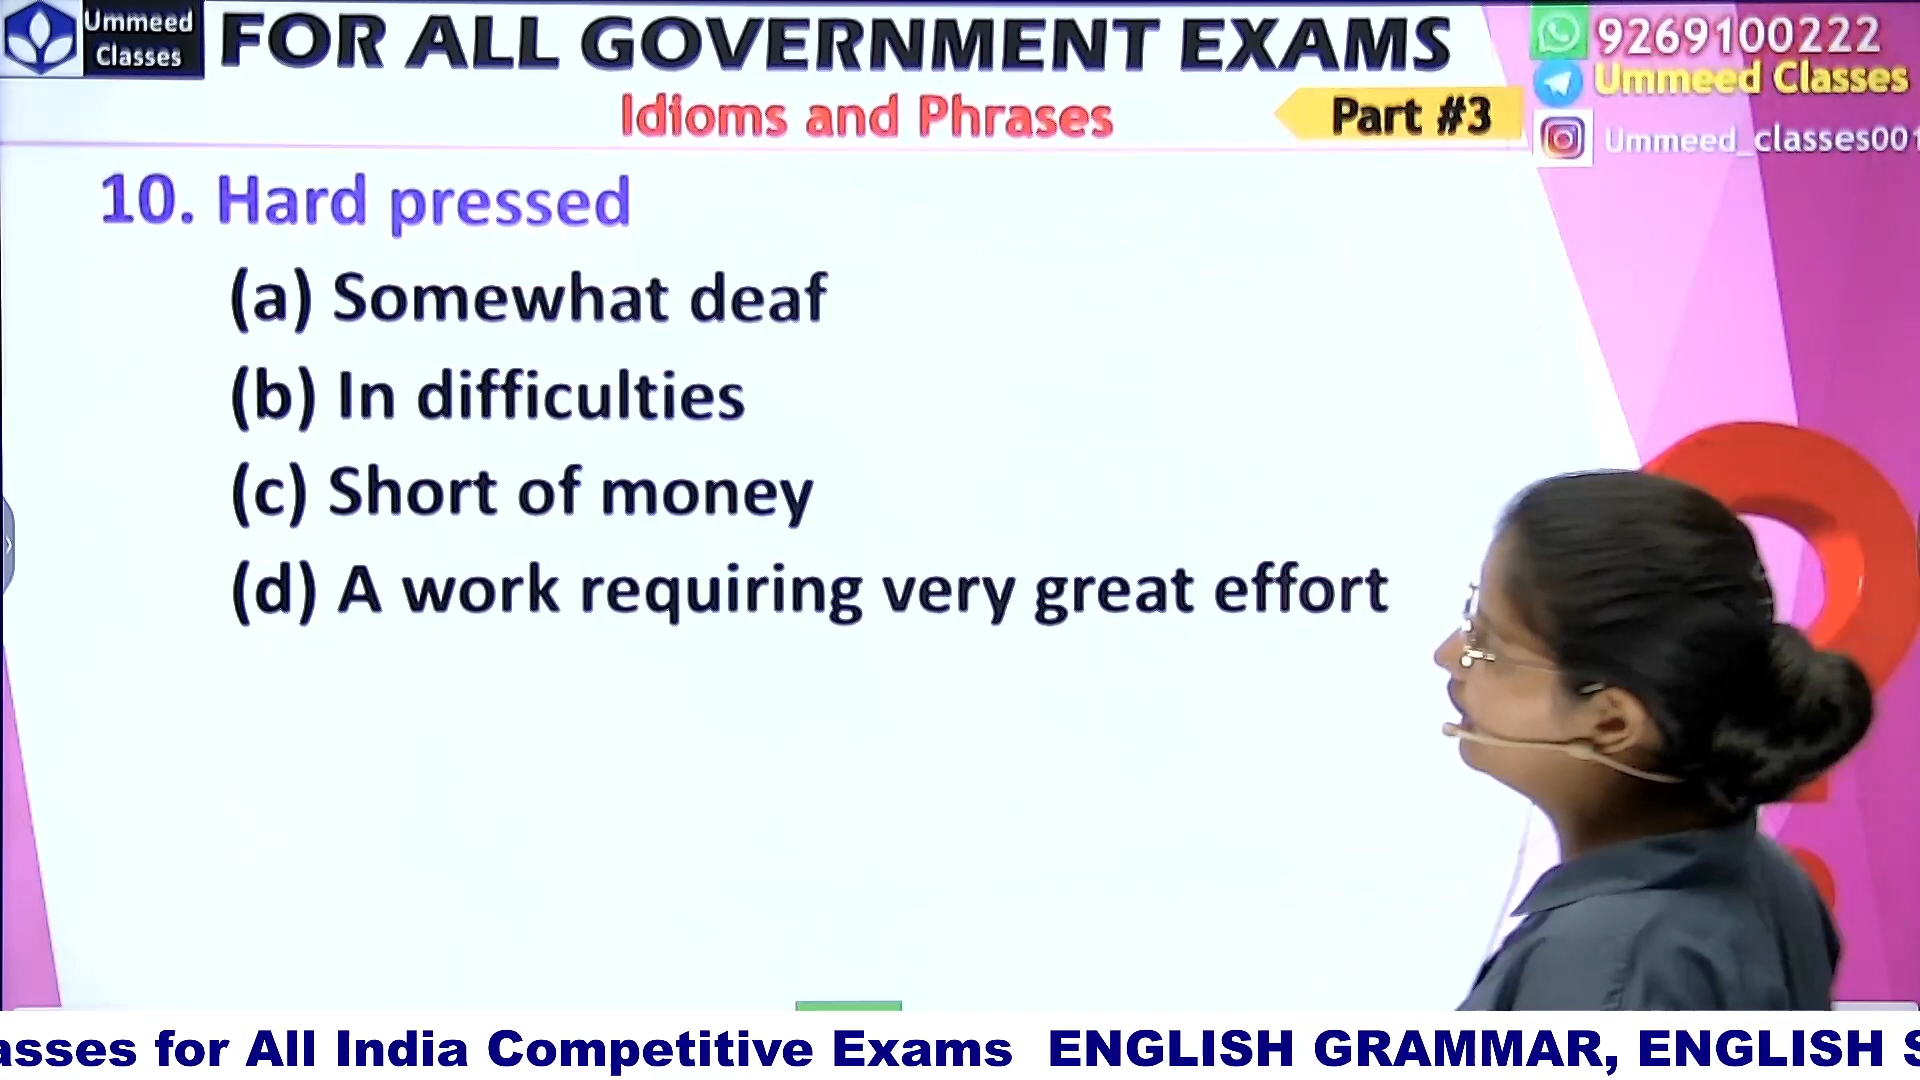 Ummeed
Classes
FOR ALL GOVERNMENT EXAMS
9269100222
Ummeed Classes
Idioms and Phrases
Part #3
Ummeed_classes001
10. Hard pressed
(a) Somewhat deaf
(b) In difficulties
(c) Short of money
(d) A work requiring very great effort
asses for All India Competitive Exams ENGLISH GRAMMAR, ENGLISH S